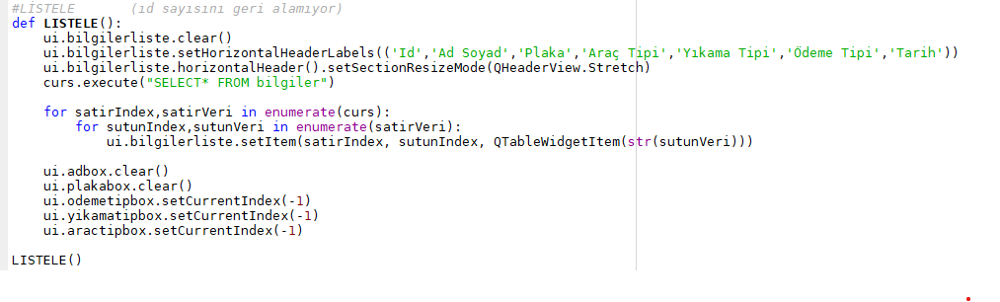 #LİSTELE       (ıd sayısını geri alamıyor)
def LISTELE():
    ui.bilgilerliste.clear()
    ui.bilgilerliste.setHorizontalHeaderLabels(('Id','Ad Soyad','Plaka','Araç Tipi','Yıkama Tipi','Ödeme Tipi','Tarih'))
    ui.bilgilerliste.horizontalHeader().setSectionResizeMode(QHeaderView.Stretch)
    curs.execute("SELECT* FROM bilgiler")
    for satirIndex,satirVeri in enumerate(curs):
        for sutunIndex,sutunVeri in enumerate(satirVeri):
            ui.bilgilerliste.setItem(satirIndex, sutunIndex, QTableWidgetItem(str(sutunVeri)))
    ui.adbox.clear()
    ui.plakabox.clear()
    ui.odemetipbox.setCurrentIndex(-1)
    ui.yikamatipbox.setCurrentIndex(-1)
    ui.aractipbox.setCurrentIndex(-1)
LISTELE()